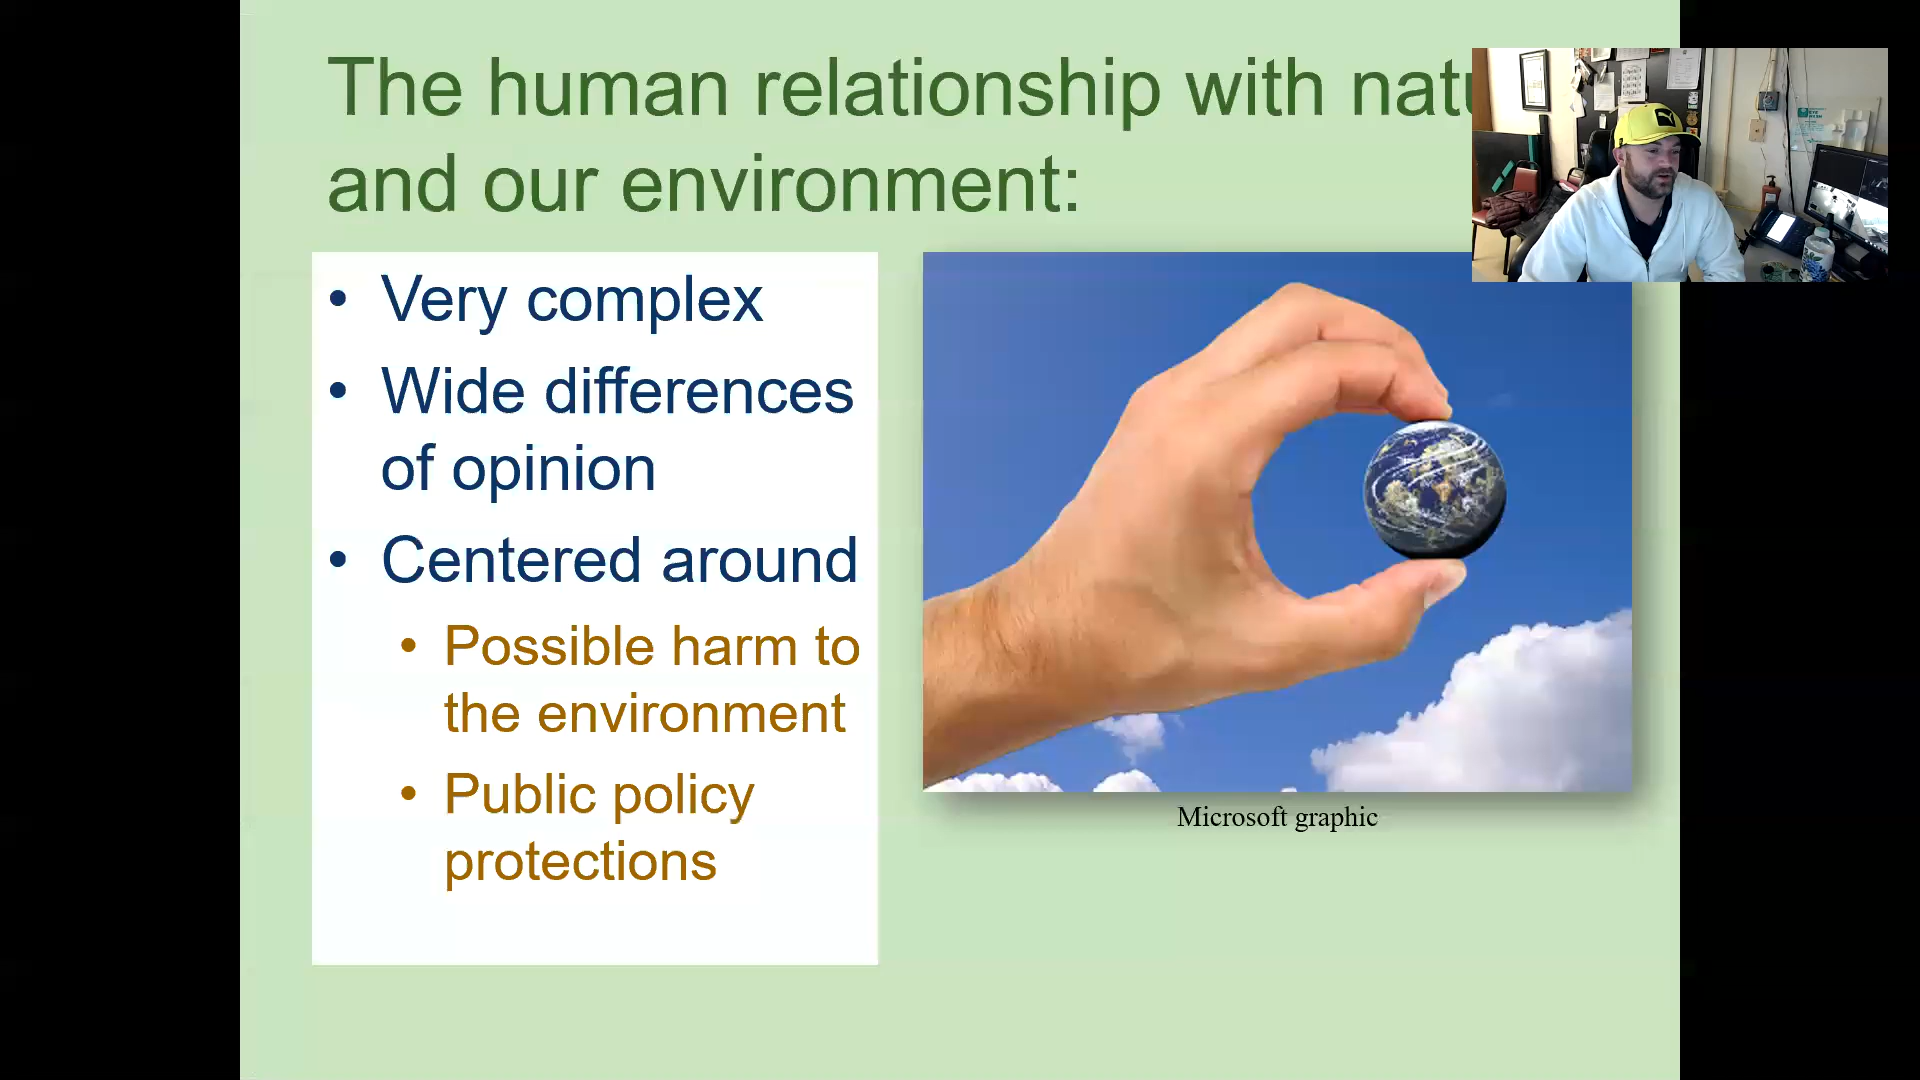 The human relationship with
and our environment:
• Very complex
• Wide differences
of opinion
• Centered around
• Possible harm to
the environment
• Public policy
protections
Microsoft graphic